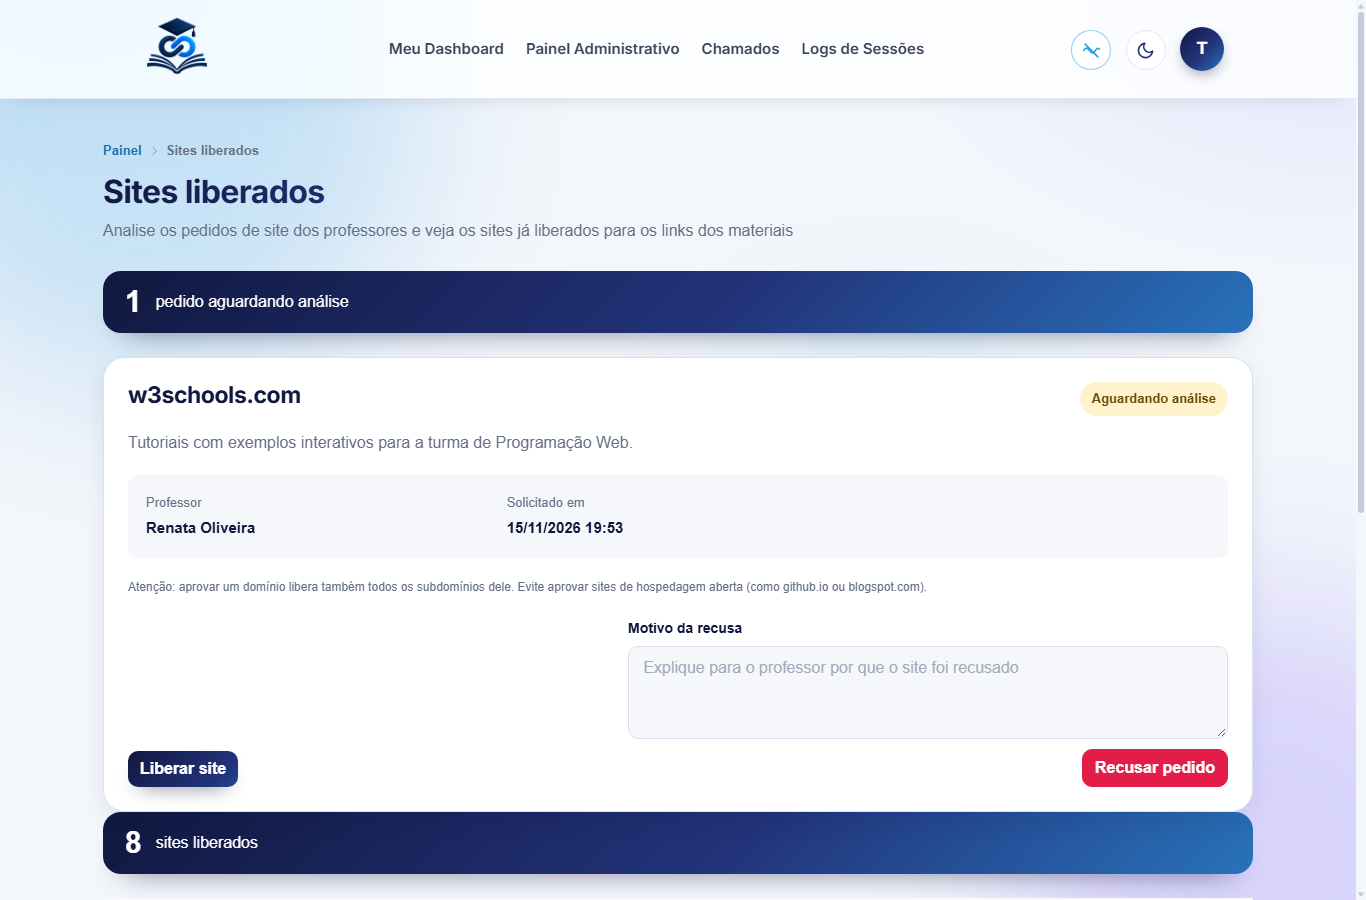 Meu Dashboard Painel Administrativo Chamados Logs de Sessões T
Painel > Sites liberados
Sites liberados
Analise os pedidos de site dos professores e veja os sites já liberados para os links dos materiais
1 pedido aguardando análise
w3schools.com
Aguardando análise
Tutoriais com exemplos interativos para a turma de Programação Web.
Professor Solicitado em
Renata Oliveira 15/11/2026 19:53
Atenção: aprovar um domínio libera também todos os subdomínios dele. Evite aprovar sites de hospedagem aberta (como github.io ou blogspot.com).
Motivo da recusa
Explique para o professor por que o site foi recusado
Liberar site Recusar pedido
8 sites liberados